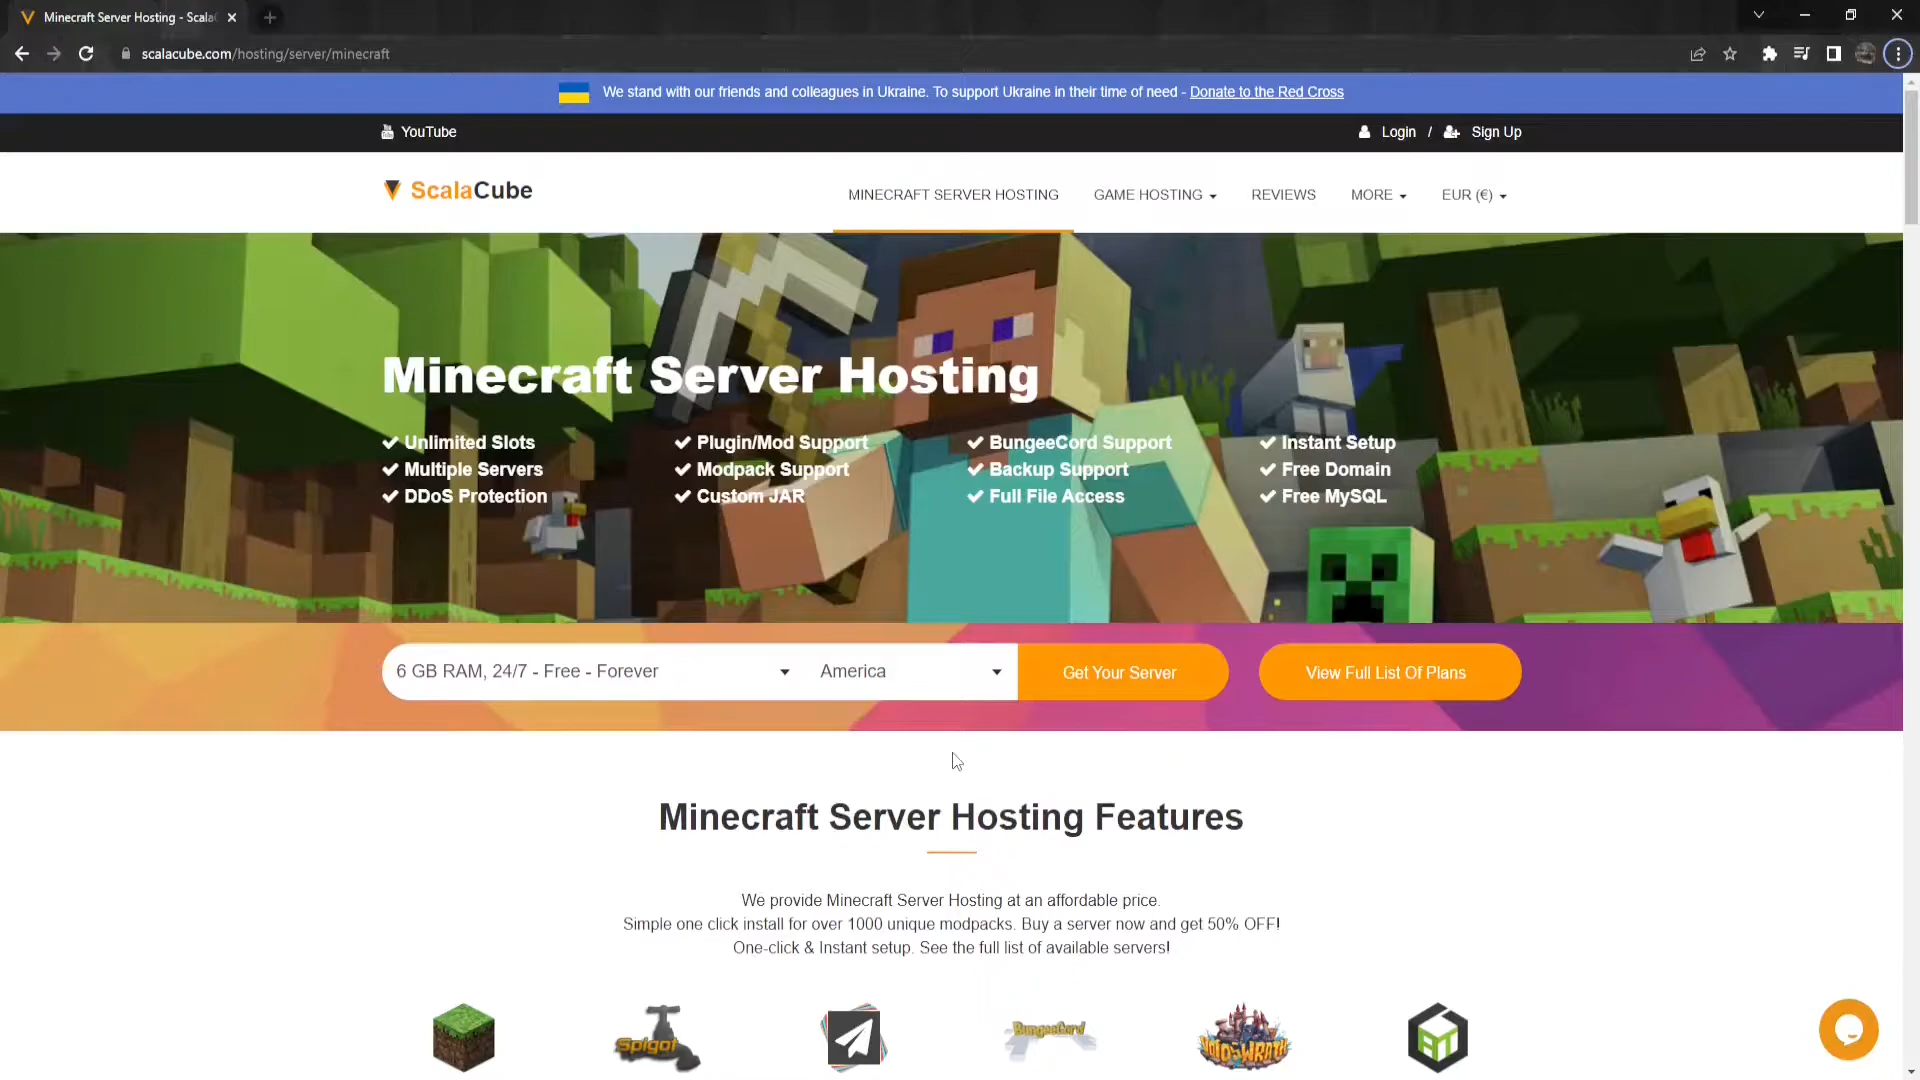 Minecraft Server Hosting - Scala
scalacube.com/hosting/server/minecraft
We stand with our friends and colleagues in Ukraine. To support Ukraine in their time of need - Donate to the Red Cross
YouTube
Login / Sign Up
ScalaCube
MINECRAFT SERVER HOSTING GAME HOSTING REVIEWS MORE EUR (€)
Minecraft Server Hosting
Unlimited Slots Plugin/Mod Support BungeeCord Support Instant Setup
Multiple Servers Modpack Support Backup Support Free Domain
DDoS Protection Custom JAR Full File Access Free MySQL
6 GB RAM, 24/7 - Free - Forever America Get Your Server View Full List Of Plans
Minecraft Server Hosting Features
We provide Minecraft Server Hosting at an affordable price.
Simple one click install for over 1000 unique modpacks. Buy a server now and get 50% OFF!
One-click & Instant setup. See the full list of available servers!
Spigot BungeeCord